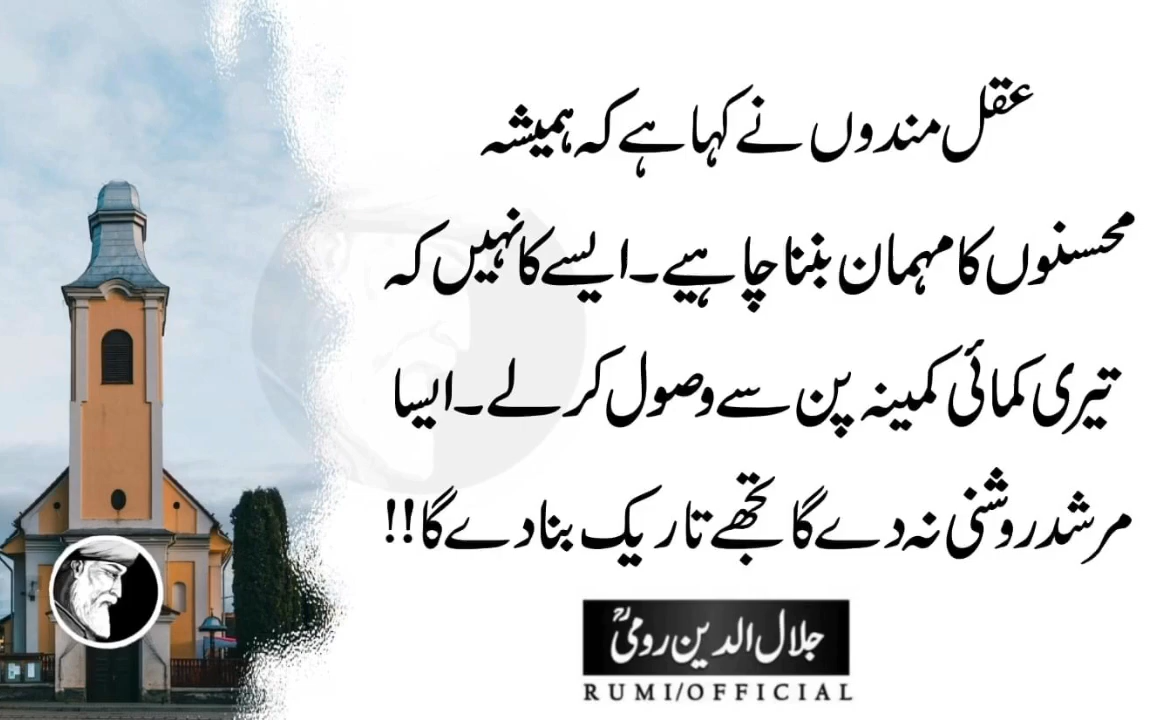 عقل مندوں نے کہا ہے کہ ہمیشہ
محسنوں کا مہمان بننا چاہیے۔ ایسے کا نہیں کہ
تیری کمائی کمینہ پن سے وصول کر لے۔ ایسا
مرشد روشنی نہ دے گا تجھے تاریک بنا دے گا!!
جلال الدین رومیؒ
RUMI/OFFICIAL